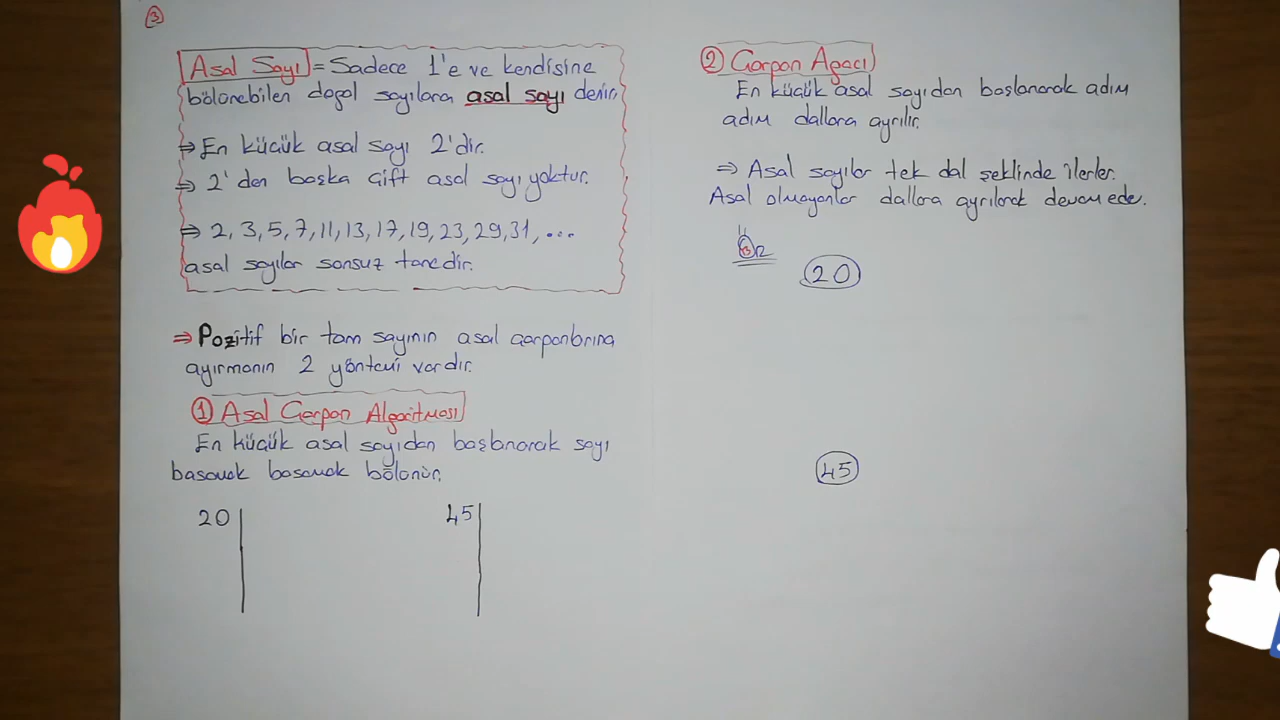 3
Asal Sayı = Sadece 1'e ve kendisine
bölünebilen doğal sayılara asal sayı denir.
⇒ En küçük asal sayı 2'dir.
⇒ 2'den başka çift asal sayı yoktur.
⇒ 2, 3, 5, 7, 11, 13, 17, 19, 23, 29, 31, ...
asal sayılar sonsuz tanedir.
⇒ Pozitif bir tam sayının asal çarpanlarına
ayırmanın 2 yöntemi vardır.
1 Asal Çarpan Algoritması
En küçük asal sayıdan başlanarak sayı
basamak basamak bölünür.
20
45
2 Çarpan Ağacı
En küçük asal sayıdan başlanarak adım
adım dallara ayrılır.
⇒ Asal sayılar tek dal şeklinde ilerler.
Asal olmayanlar dallara ayrılarak devam eder.
Ör
20
45